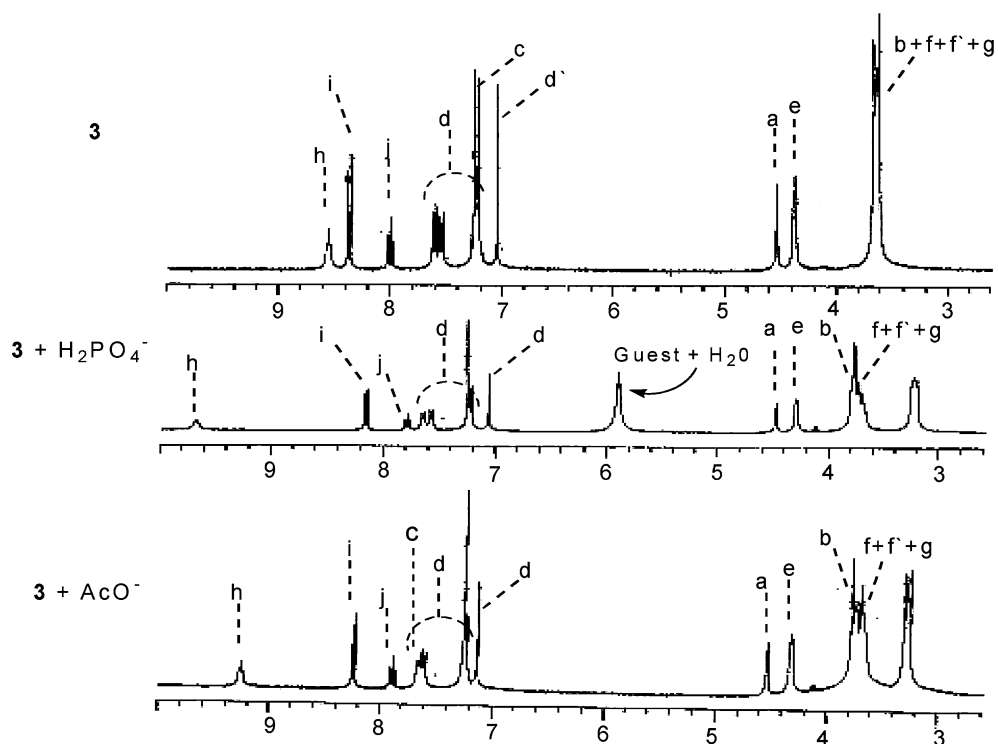 b+f+f`+g
c
i
d`
3
d
a
e
h
j
9 8 7 6 5 4 3
3 + H₂PO₄⁻
i
d
d
a
e
b
f+f`+g
Guest + H₂0
h
j
9 8 7 6 5 4 3
3 + AcO⁻
c
b
f+f`+g
i
d
d
a
e
h
j
9 8 7 6 5 4 3